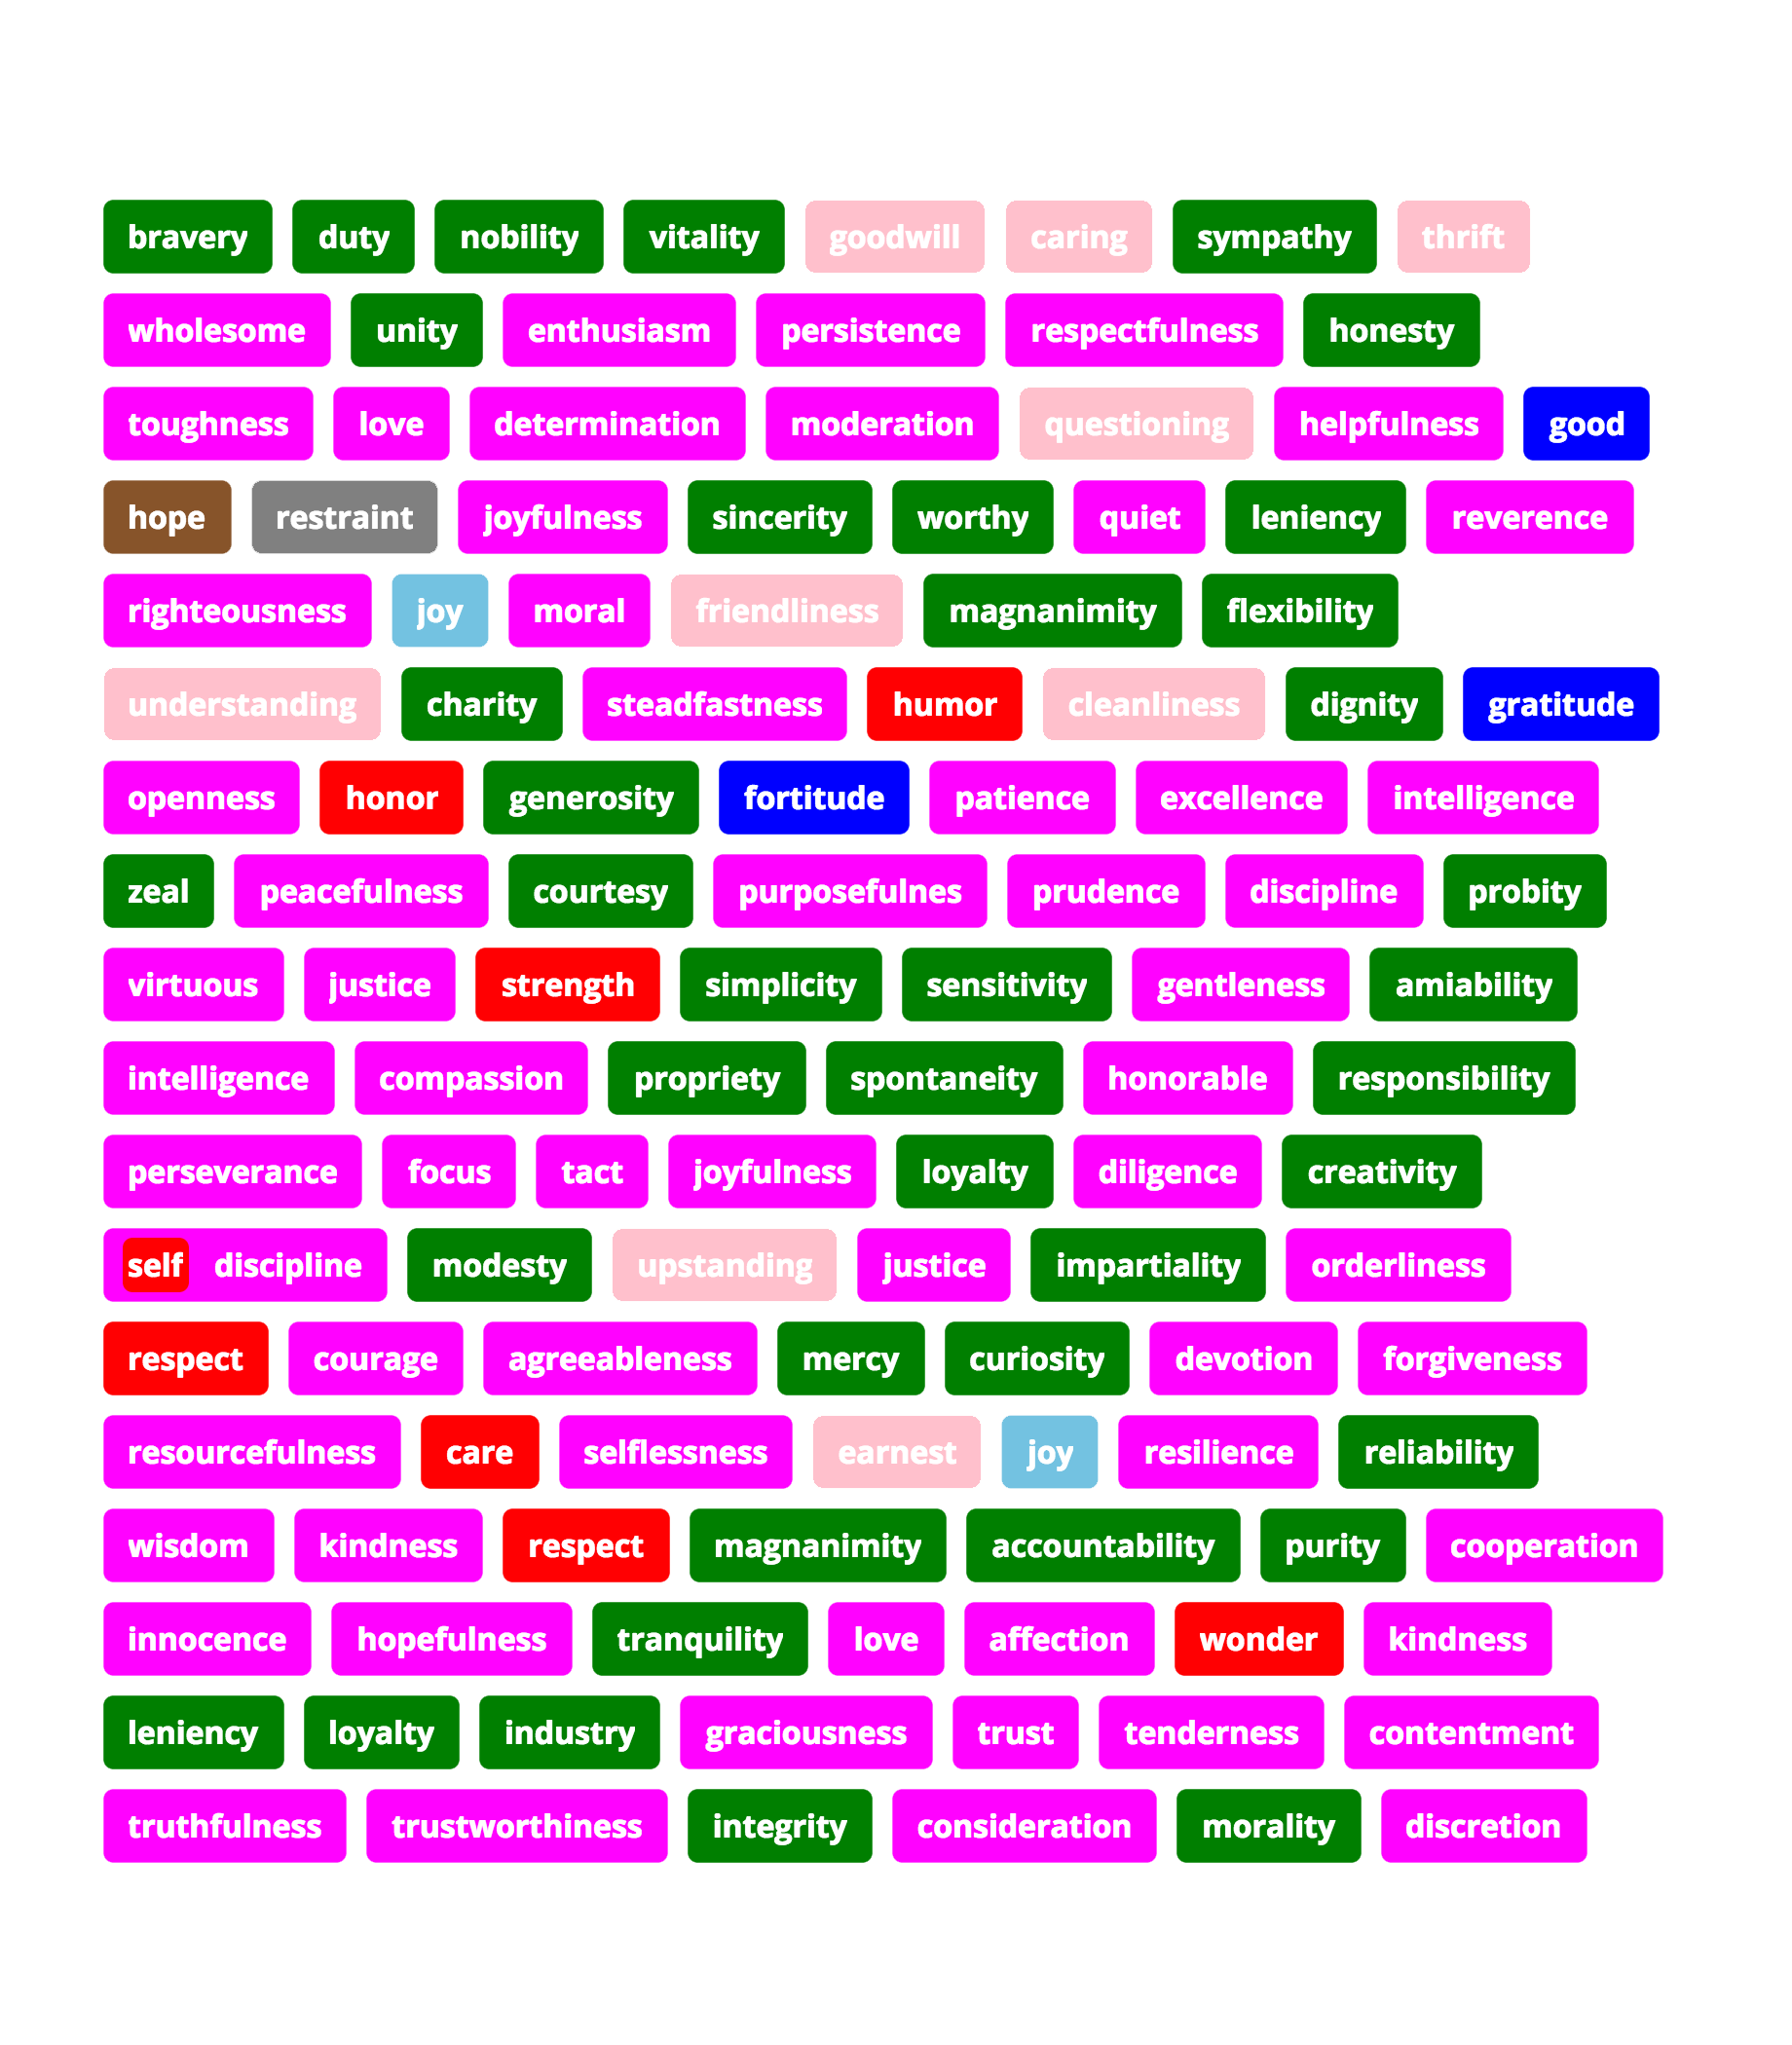 bravery duty nobility vitality goodwill caring sympathy thrift
wholesome unity enthusiasm persistence respectfulness honesty
toughness love determination moderation questioning helpfulness good
hope restraint joyfulness sincerity worthy quiet leniency reverence
righteousness joy moral friendliness magnanimity flexibility
understanding charity steadfastness humor cleanliness dignity gratitude
openness honor generosity fortitude patience excellence intelligence
zeal peacefulness courtesy purposefulnes prudence discipline probity
virtuous justice strength simplicity sensitivity gentleness amiability
intelligence compassion propriety spontaneity honorable responsibility
perseverance focus tact joyfulness loyalty diligence creativity
self discipline modesty upstanding justice impartiality orderliness
respect courage agreeableness mercy curiosity devotion forgiveness
resourcefulness care selflessness earnest joy resilience reliability
wisdom kindness respect magnanimity accountability purity cooperation
innocence hopefulness tranquility love affection wonder kindness
leniency loyalty industry graciousness trust tenderness contentment
truthfulness trustworthiness integrity consideration morality discretion